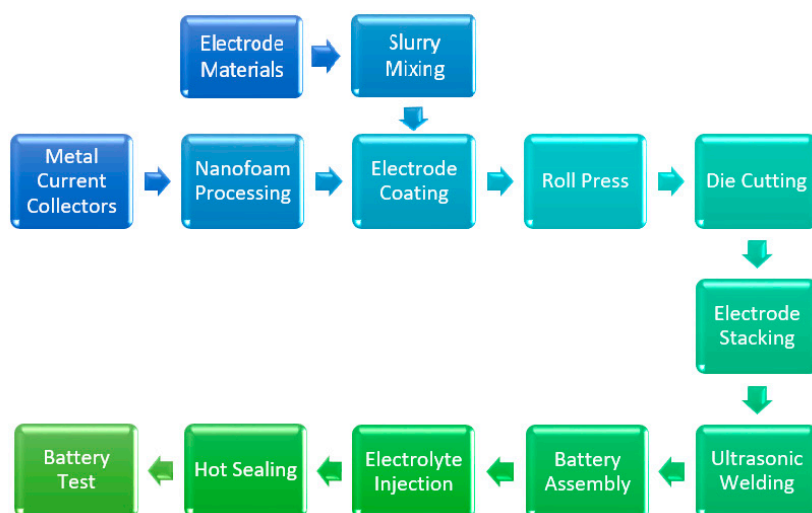 Electrode
Materials
Slurry
Mixing
Metal
Current
Collectors
Nanofoam
Processing
Electrode
Coating
Roll Press
Die Cutting
Electrode
Stacking
Battery
Test
Hot Sealing
Electrolyte
Injection
Battery
Assembly
Ultrasonic
Welding